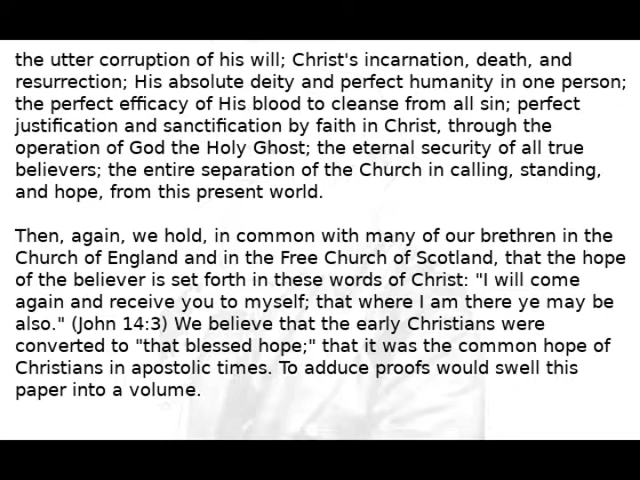 the utter corruption of his will; Christ's incarnation, death, and
resurrection; His absolute deity and perfect humanity in one person;
the perfect efficacy of His blood to cleanse from all sin; perfect
justification and sanctification by faith in Christ, through the
operation of God the Holy Ghost; the eternal security of all true
believers; the entire separation of the Church in calling, standing,
and hope, from this present world.

Then, again, we hold, in common with many of our brethren in the
Church of England and in the Free Church of Scotland, that the hope
of the believer is set forth in these words of Christ: "I will come
again and receive you to myself; that where I am there ye may be
also." (John 14:3) We believe that the early Christians were
converted to "that blessed hope;" that it was the common hope of
Christians in apostolic times. To adduce proofs would swell this
paper into a volume.